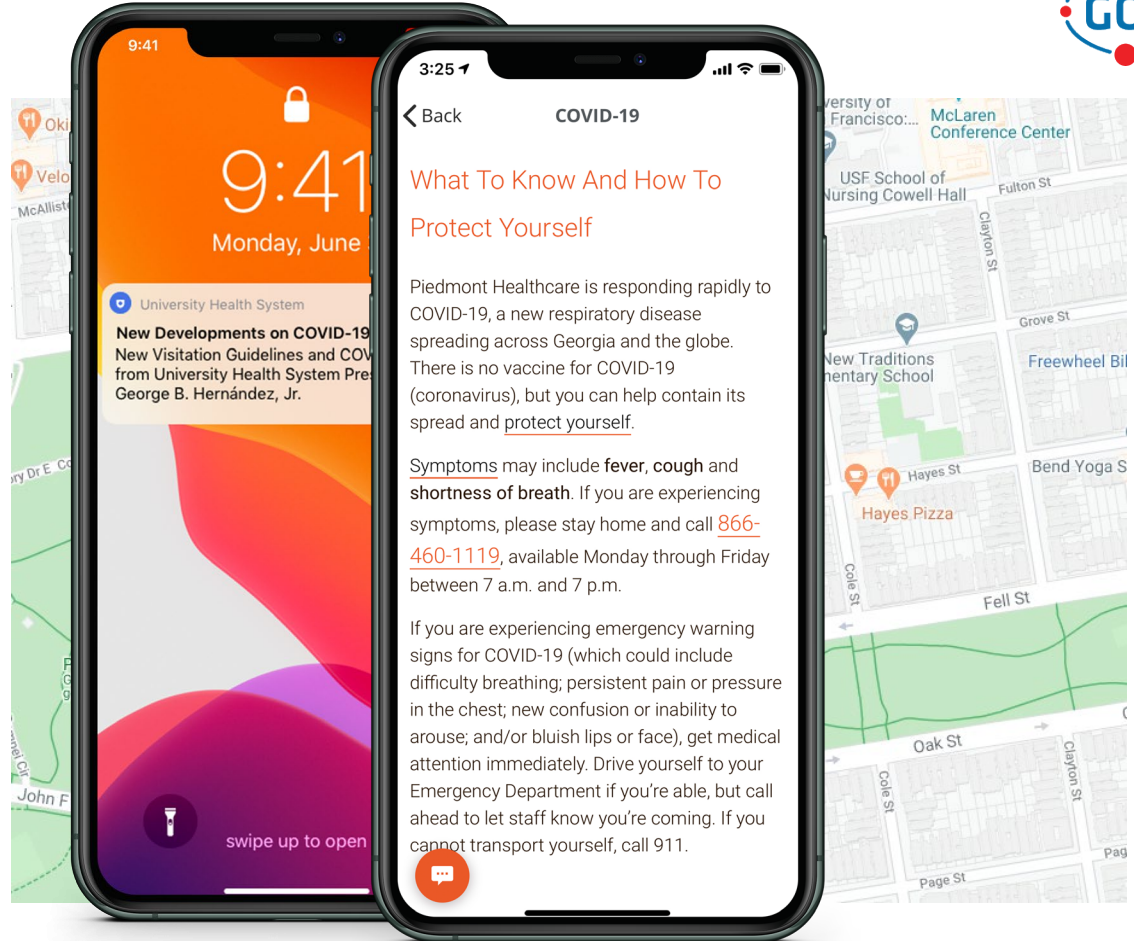 9:41
9:41
Monday, June
University Health System
New Developments on COVID-19
New Visitation Guidelines and
from University Health System
George B. Hernández, Jr.
swipe up to open
3:25
Back
COVID-19
What To Know And How To
Protect Yourself
Piedmont Healthcare is responding rapidly to
COVID-19, a new respiratory disease
spreading across Georgia and the globe.
There is no vaccine for COVID-19
(coronavirus), but you can help contain its
spread and protect yourself.
Symptoms may include fever, cough and
shortness of breath. If you are experiencing
symptoms, please stay home and call 866-
460-1119, available Monday through Friday
between 7 a.m. and 7 p.m.
If you are experiencing emergency warning
signs for COVID-19 (which could include
difficulty breathing; persistent pain or pressure
in the chest; new confusion or inability to
arouse; and/or bluish lips or face), get medical
attention immediately. Drive yourself to your
Emergency Department if you're able, but call
ahead to let staff know you're coming. If you
cannot transport yourself, call 911.
Velo
John F
Francisco:...
McLaren
Conference Center
USF School of
Nursing Cowell Hall
Fulton St
Clayton St
Grove St
New Traditions
School
Freewheel
Hayes St
Bend Yoga
Hayes Pizza
Cole St
Fell St
Oak St
Cole St
Clayton St
Page St